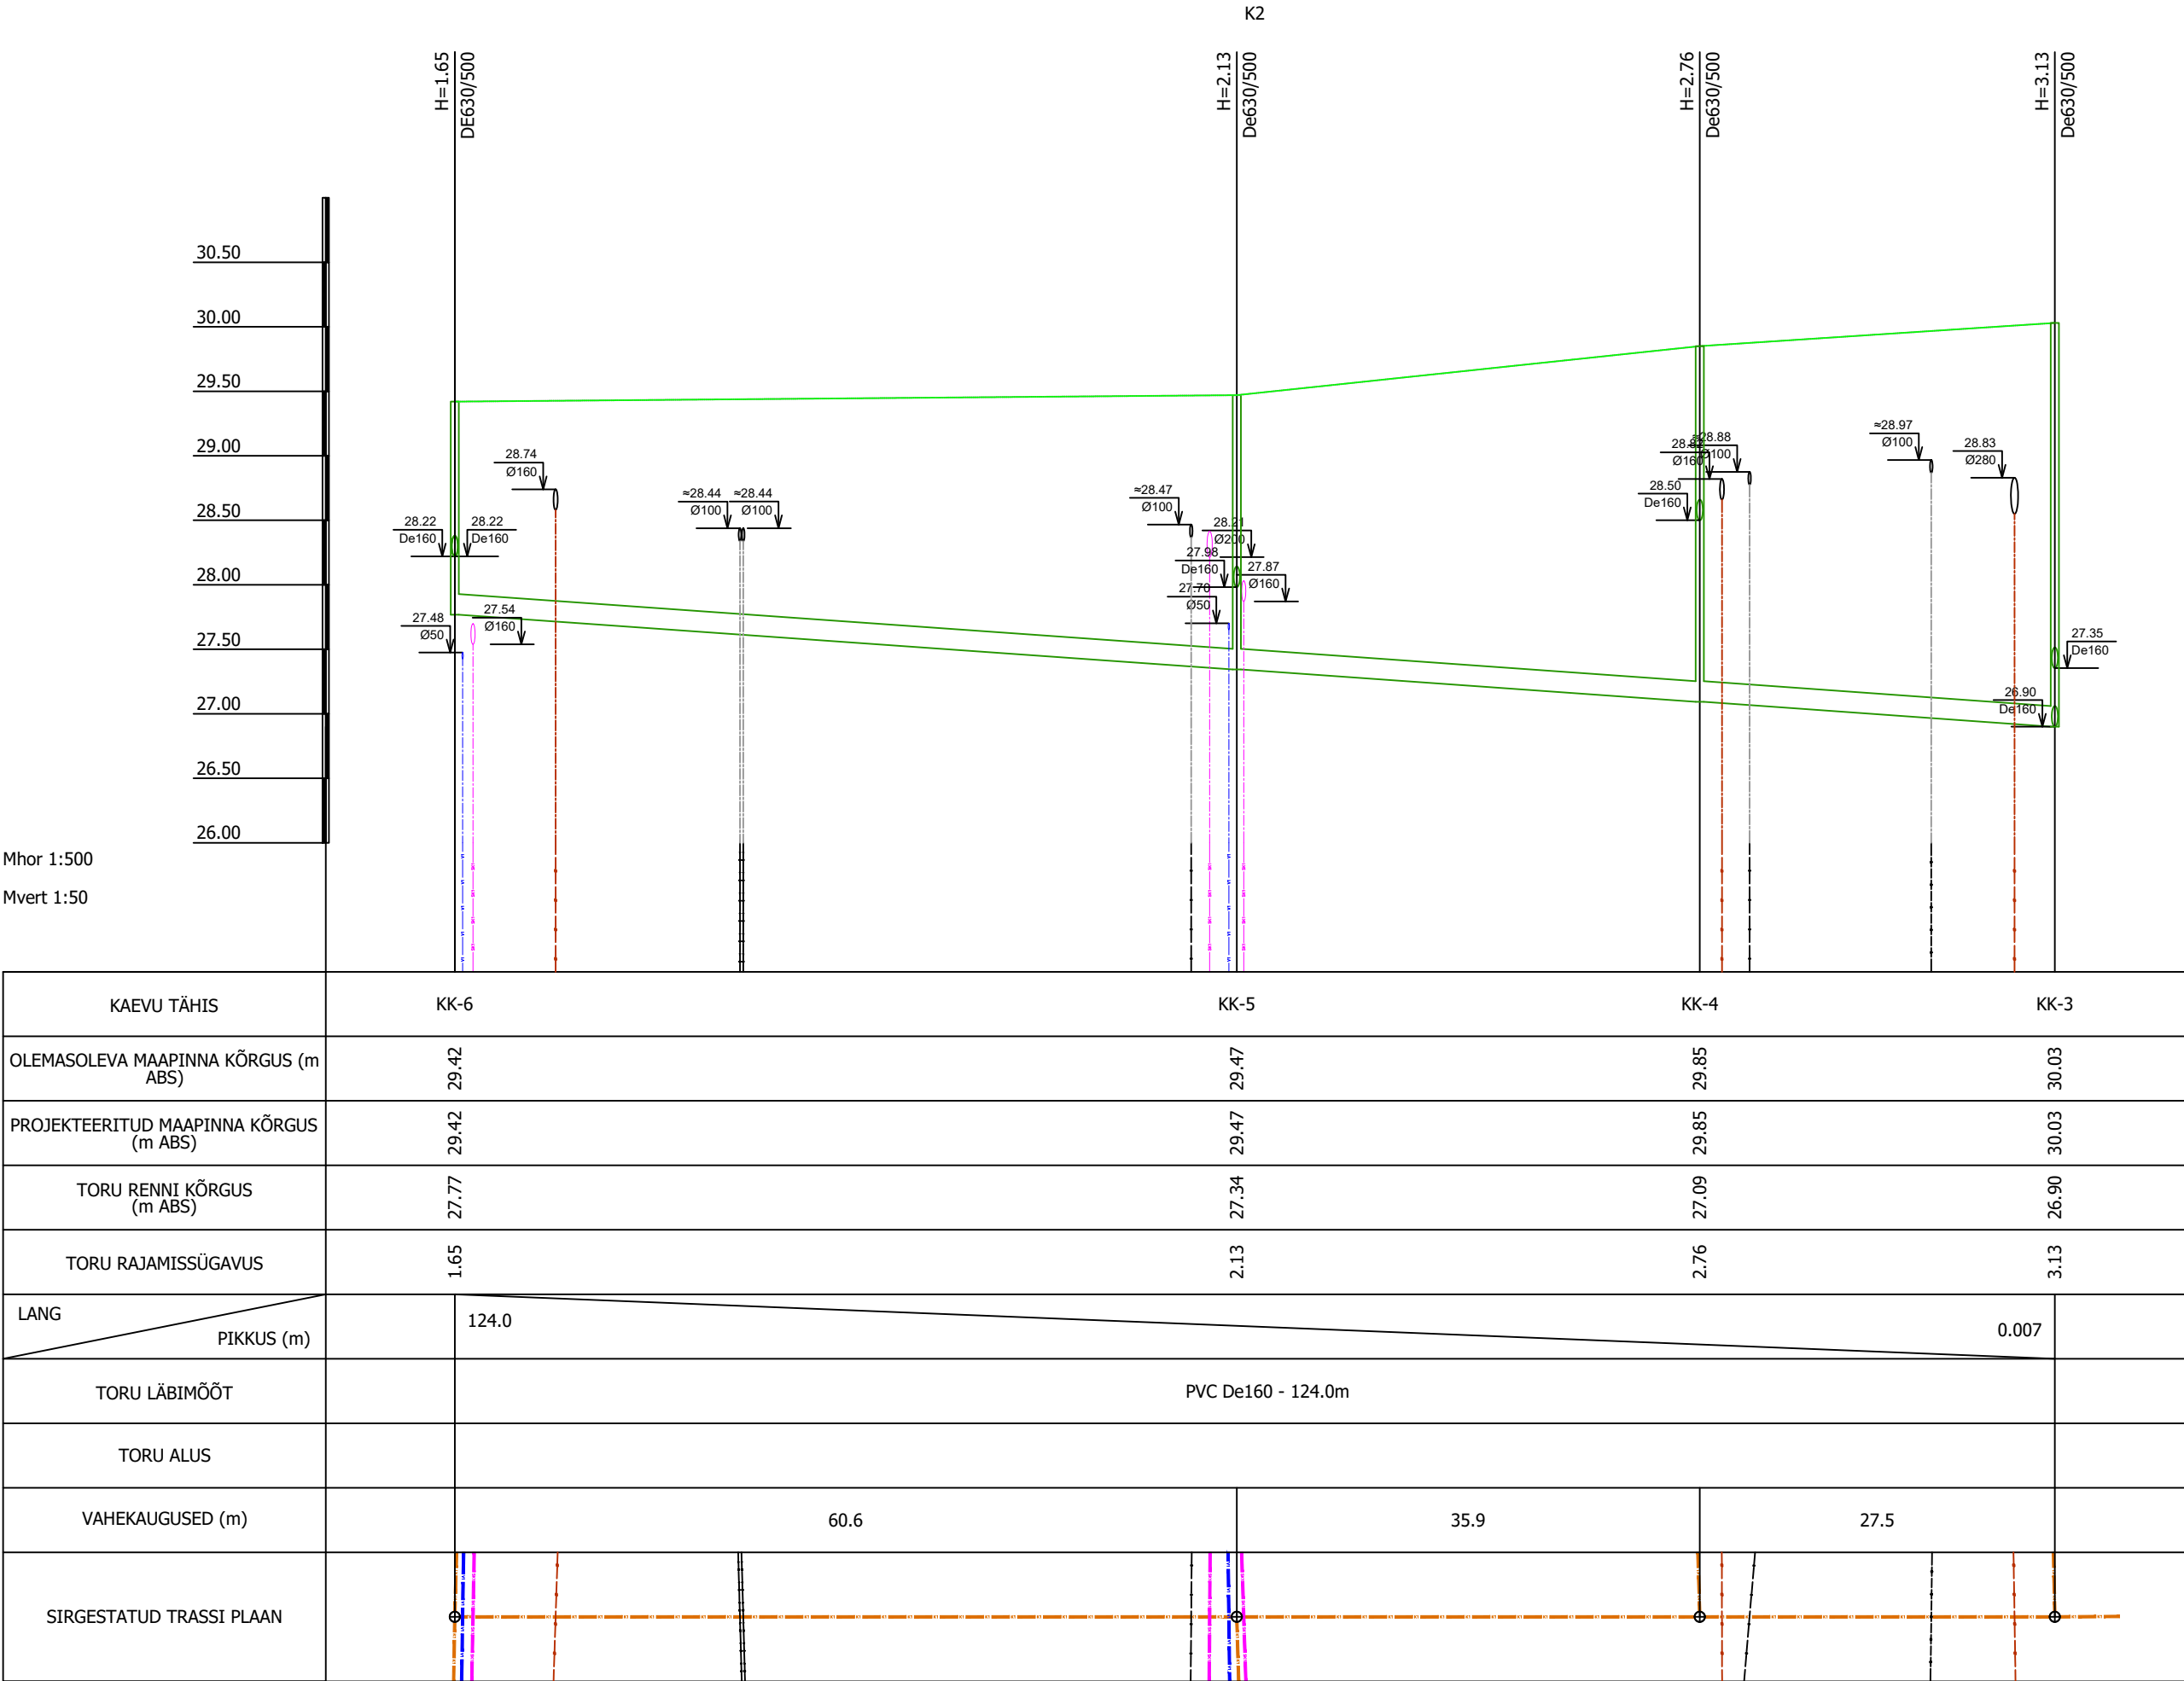 K2
H=1.65
DE630/500
H=2.13
De630/500
H=2.76
De630/500
H=3.13
De630/500
30.50
30.00
29.50
29.00
28.50
28.00
27.50
27.00
26.50
26.00
Mhor 1:500
Mvert 1:50
28.22
De160
28.22
De160
27.48
Ø50
27.54
Ø160
28.74
Ø160
≈28.44
Ø100
≈28.44
Ø100
≈28.47
Ø100
28.21
Ø200
27.98
De160
27.87
Ø160
27.70
Ø50
28.82
Ø160
≈28.88
Ø100
28.50
De160
≈28.97
Ø100
28.83
Ø280
27.35
De160
26.90
De160
KAEVU TÄHIS
KK-6
KK-5
KK-4
KK-3
OLEMASOLEVA MAAPINNA KÕRGUS (m
ABS)
29.42
29.47
29.85
30.03
PROJEKTEERITUD MAAPINNA KÕRGUS
(m ABS)
29.42
29.47
29.85
30.03
TORU RENNI KÕRGUS
(m ABS)
27.77
27.34
27.09
26.90
TORU RAJAMISSÜGAVUS
1.65
2.13
2.76
3.13
LANG
PIKKUS (m)
124.0
0.007
TORU LÄBIMÕÕT
PVC De160 - 124.0m
TORU ALUS
VAHEKAUGUSED (m)
60.6
35.9
27.5
SIRGESTATUD TRASSI PLAAN